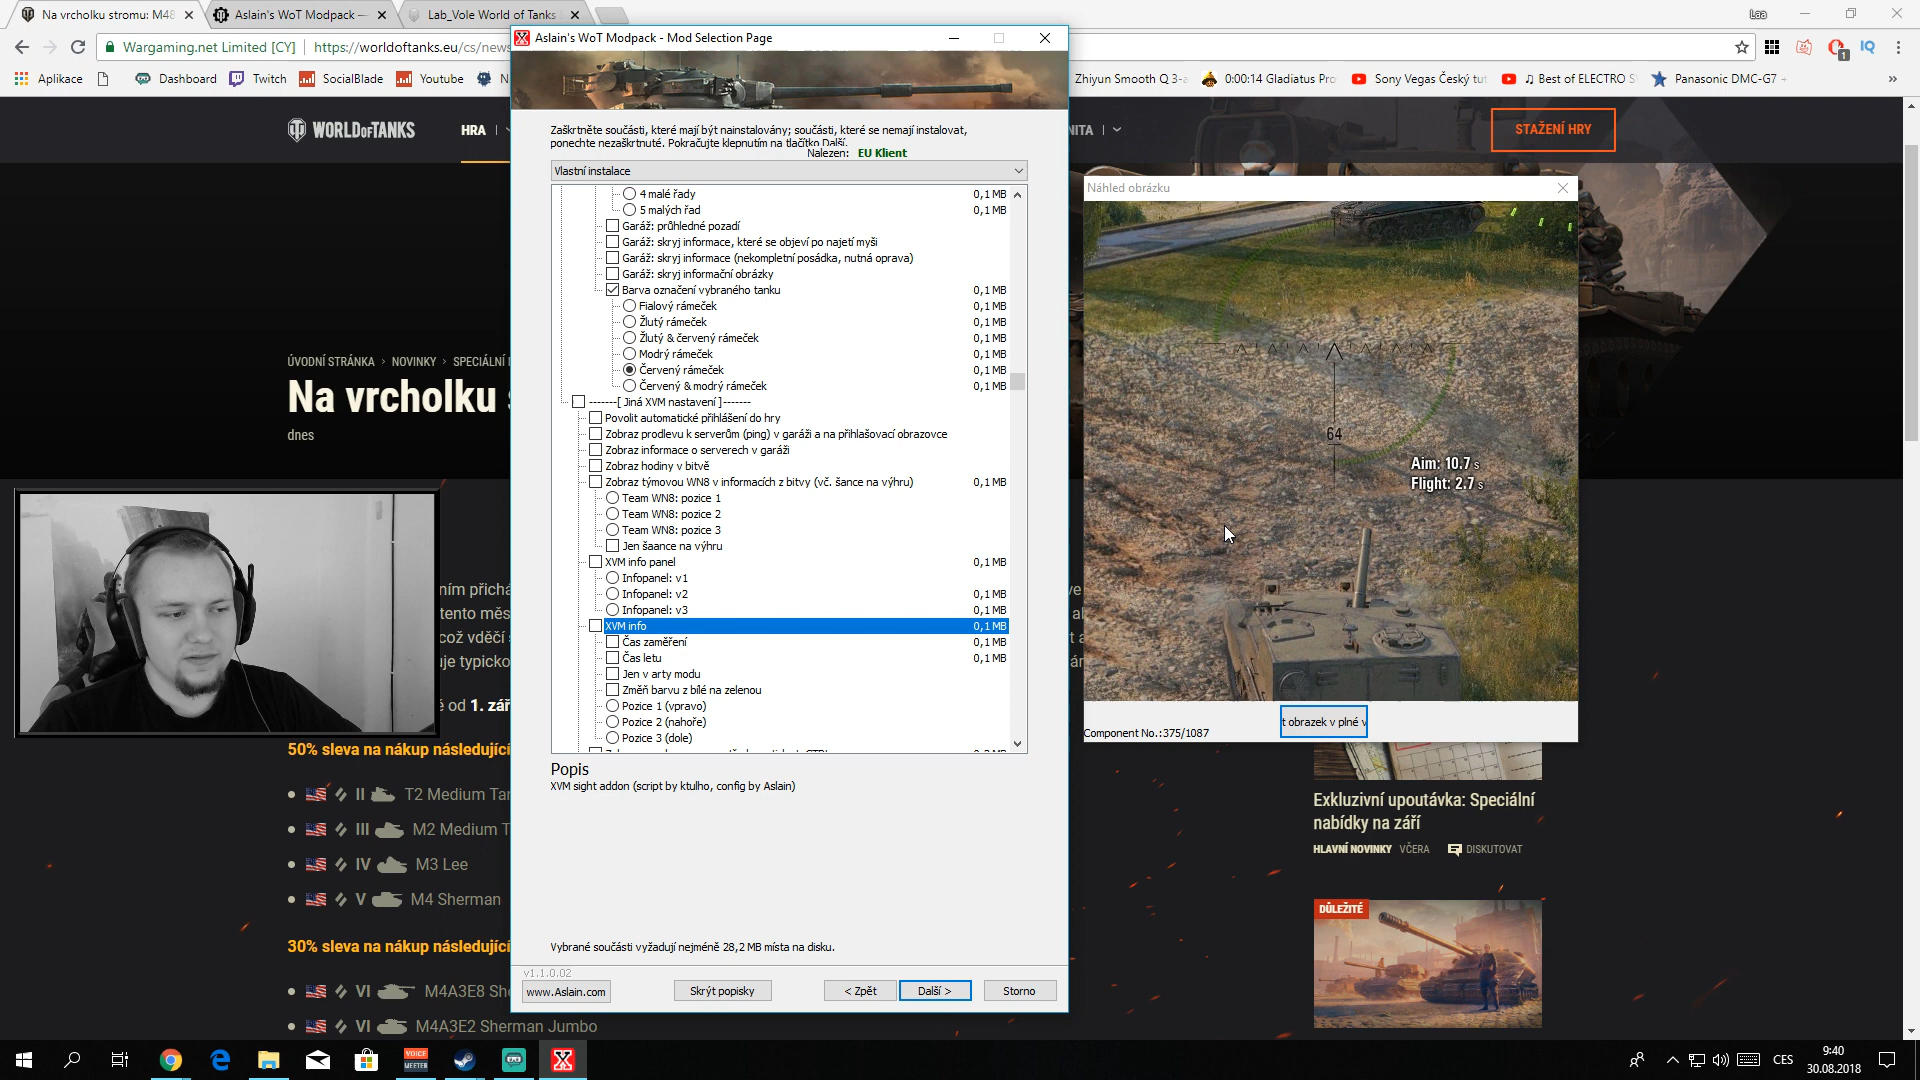 Na vrcholku stromu: M48
Aslain's WoT Modpack —
Lab_Vole World of Tanks
Laa
Wargaming.net Limited [CY]
https://worldoftanks.eu/cs/news
Aplikace
Dashboard
Twitch
SocialBlade
Youtube
N
Zhiyun Smooth Q 3-a
0:00:14 Gladiatus Pro
Sony Vegas Český tut
♫ Best of ELECTRO S
Panasonic DMC-G7 -
WORLD OF TANKS
HRA
NITA
STAŽENÍ HRY
ÚVODNÍ STRÁNKA > NOVINKY > SPECIÁLNÍ
Na vrcholku
dnes
50% sleva na nákup následující
II T2 Medium Tan
III M2 Medium T
IV M3 Lee
V M4 Sherman
30% sleva na nákup následující
VI M4A3E8 She
VI M4A3E2 Sherman Jumbo
ním přichá
tento měs
což vděčí s
uje typicko
od 1. zář
Aslain's WoT Modpack - Mod Selection Page
Zaškrtněte součásti, které mají být nainstalovány; součásti, které se nemají instalovat,
ponechte nezaškrtnuté. Pokračujte klepnutím na tlačítko Další.
Nalezen: EU Klient
Vlastní instalace
4 malé řady 0,1 MB
5 malých řad 0,1 MB
Garáž: průhledné pozadí
Garáž: skryj informace, které se objeví po najetí myši
Garáž: skryj informace (nekompletní posádka, nutná oprava)
Garáž: skryj informační obrázky
Barva označení vybraného tanku 0,1 MB
Fialový rámeček 0,1 MB
Žlutý rámeček 0,1 MB
Žlutý & červený rámeček 0,1 MB
Modrý rámeček 0,1 MB
Červený rámeček 0,1 MB
Červený & modrý rámeček 0,1 MB
-------[ Jiná XVM nastavení ]-------
Povolit automatické přihlášení do hry
Zobraz prodlevu k serverům (ping) v garáži a na přihlašovací obrazovce
Zobraz informace o serverech v garáži
Zobraz hodiny v bitvě
Zobraz týmovou WN8 v informacích z bitvy (vč. šance na výhru) 0,1 MB
Team WN8: pozice 1
Team WN8: pozice 2
Team WN8: pozice 3
Jen šaance na výhru
XVM info panel 0,1 MB
Infopanel: v1
Infopanel: v2 0,1 MB
Infopanel: v3 0,1 MB
XVM info 0,1 MB
Čas zaměření 0,1 MB
Čas letu 0,1 MB
Jen v arty modu
Změň barvu z bílé na zelenou
Pozice 1 (vpravo)
Pozice 2 (nahoře)
Pozice 3 (dole)
Popis
XVM sight addon (script by ktulho, config by Aslain)
Vybrané součásti vyžadují nejméně 28,2 MB místa na disku.
v1.1.0.02
www.Aslain.com
Skrýt popisky
< Zpět
Další >
Storno
Náhled obrázku
64
Aim: 10.7 s
Flight: 2.7 s
t obrazek v plné v
Component No.:375/1087
Exkluzivní upoutávka: Speciální
nabídky na září
HLAVNÍ NOVINKY VČERA DISKUTOVAT
DŮLEŽITÉ
VOICE
MEETER
CES
9:40
30.08.2018